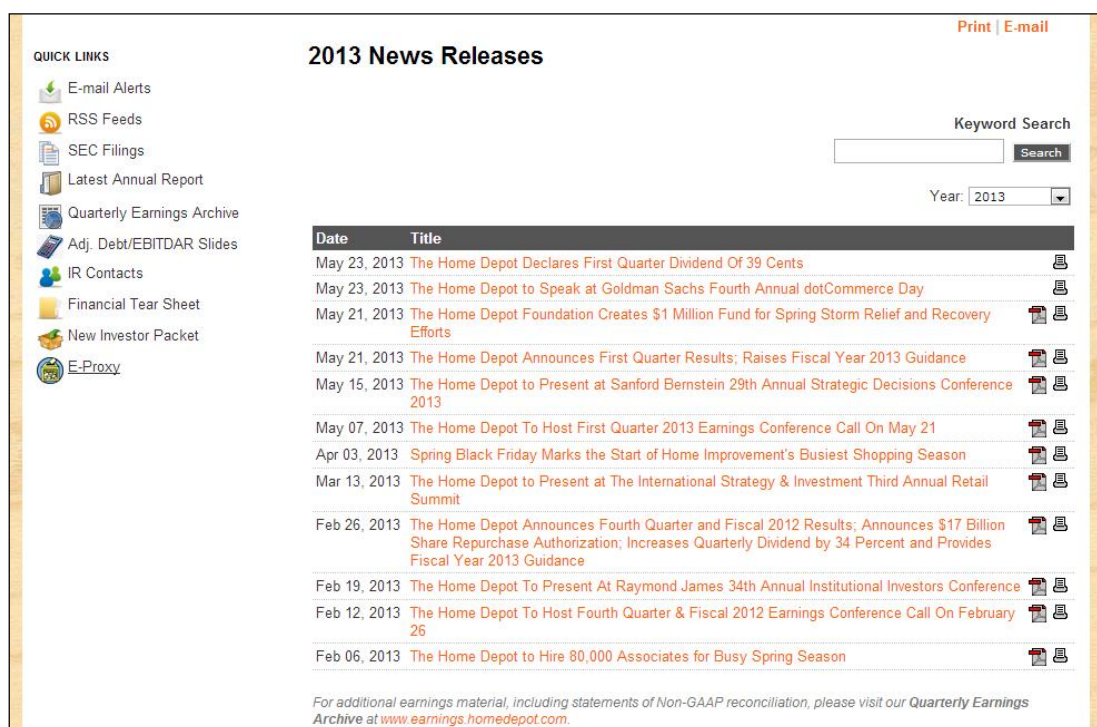 Print | E-mail
QUICK LINKS
E-mail Alerts
RSS Feeds
SEC Filings
Latest Annual Report
Quarterly Earnings Archive
Adj. Debt/EBITDAR Slides
IR Contacts
Financial Tear Sheet
New Investor Packet
E-Proxy
2013 News Releases
Keyword Search
Search
Year: 2013
Date Title
May 23, 2013 The Home Depot Declares First Quarter Dividend Of 39 Cents
May 23, 2013 The Home Depot to Speak at Goldman Sachs Fourth Annual dotCommerce Day
May 21, 2013 The Home Depot Foundation Creates $1 Million Fund for Spring Storm Relief and Recovery
Efforts
May 21, 2013 The Home Depot Announces First Quarter Results; Raises Fiscal Year 2013 Guidance
May 15, 2013 The Home Depot to Present at Sanford Bernstein 29th Annual Strategic Decisions Conference
2013
May 07, 2013 The Home Depot To Host First Quarter 2013 Earnings Conference Call On May 21
Apr 03, 2013 Spring Black Friday Marks the Start of Home Improvement's Busiest Shopping Season
Mar 13, 2013 The Home Depot to Present at The International Strategy & Investment Third Annual Retail
Summit
Feb 26, 2013 The Home Depot Announces Fourth Quarter and Fiscal 2012 Results; Announces $17 Billion
Share Repurchase Authorization; Increases Quarterly Dividend by 34 Percent and Provides
Fiscal Year 2013 Guidance
Feb 19, 2013 The Home Depot To Present At Raymond James 34th Annual Institutional Investors Conference
Feb 12, 2013 The Home Depot To Host Fourth Quarter & Fiscal 2012 Earnings Conference Call On February
26
Feb 06, 2013 The Home Depot to Hire 80,000 Associates for Busy Spring Season
For additional earnings material, including statements of Non-GAAP reconciliation, please visit our Quarterly Earnings
Archive at www.earnings.homedepot.com.